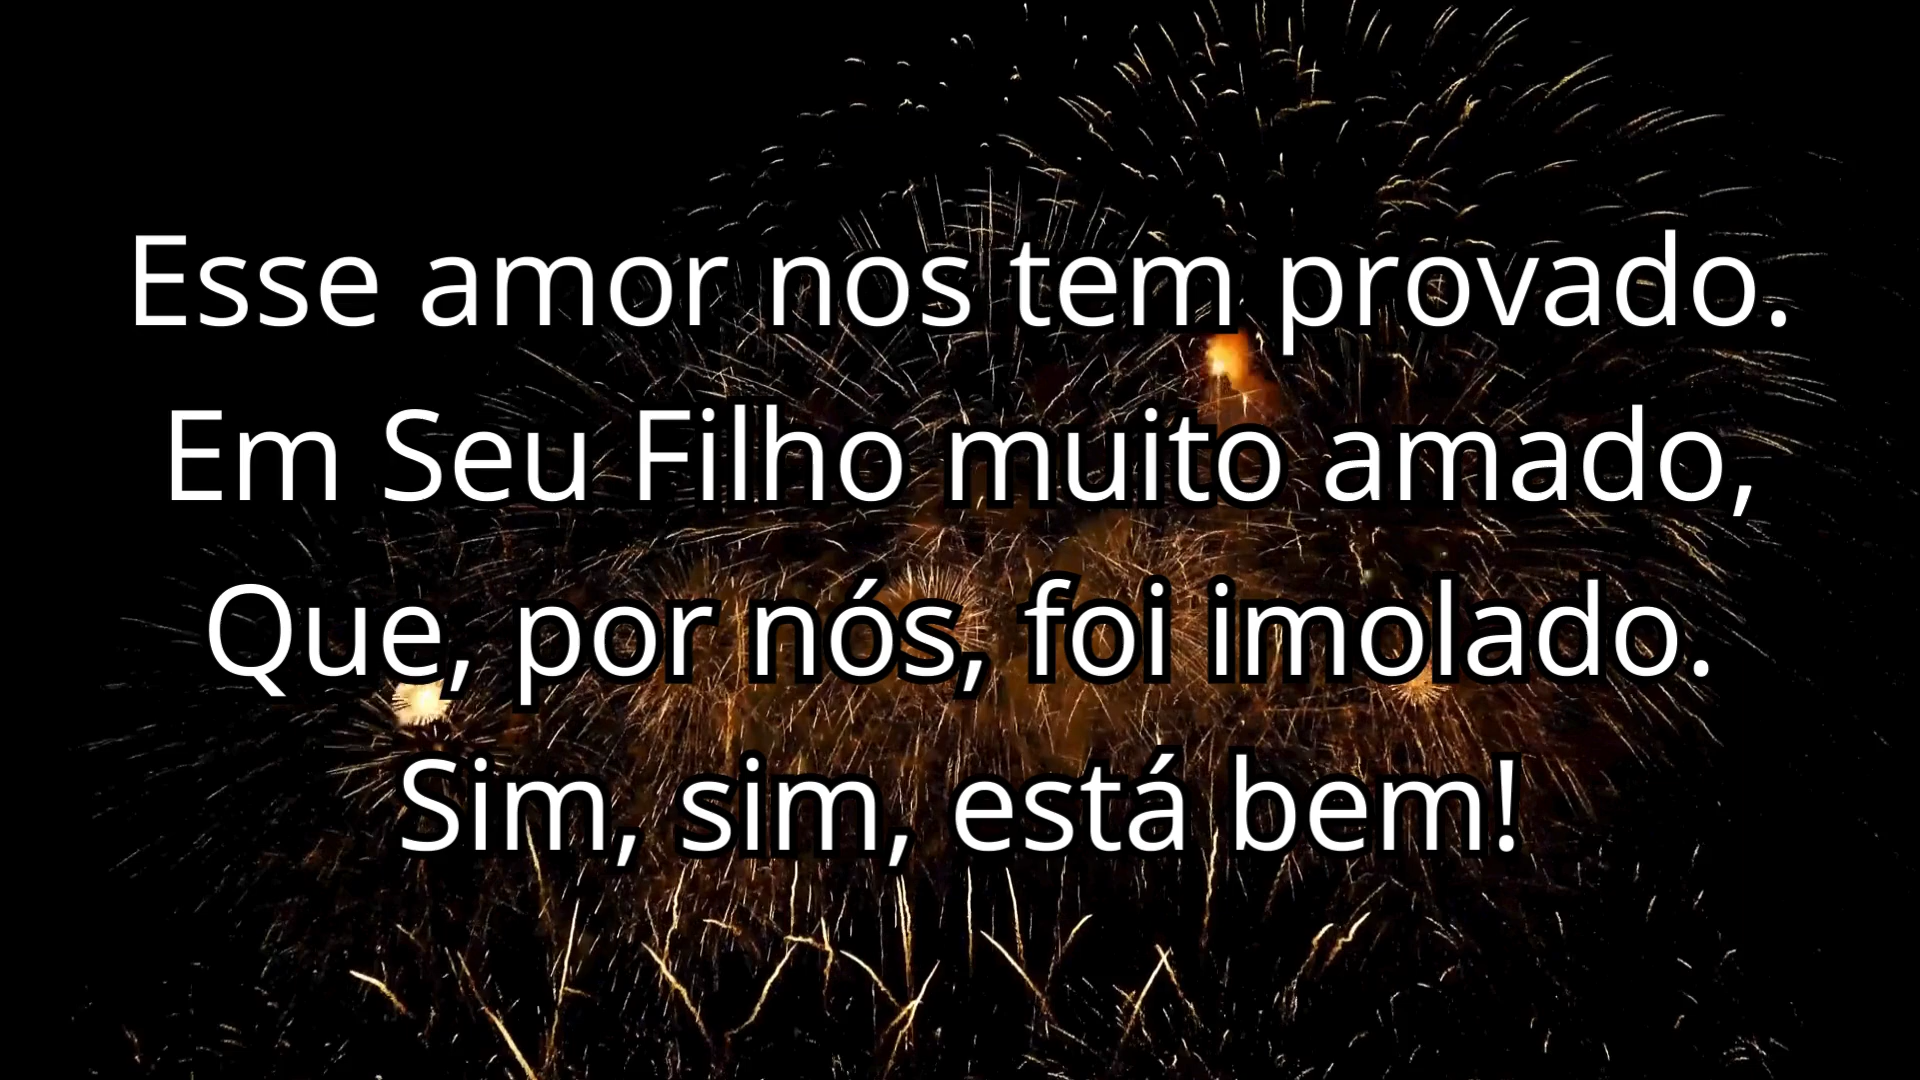 Esse amor nos tem provado.
Em Seu Filho muito amado,
Que, por nós, foi imolado.
Sim, sim, está bem!